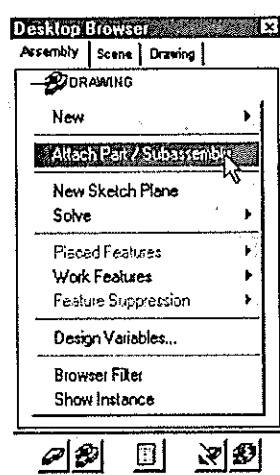 Desktop Browser
Assembly Scene Drawing
DRAWING
New
Attach Part / Subassembly
New Sketch Plane
Solve
Placed Features
Work Features
Feature Suppression
Design Variables...
Browser Filter
Show Instance